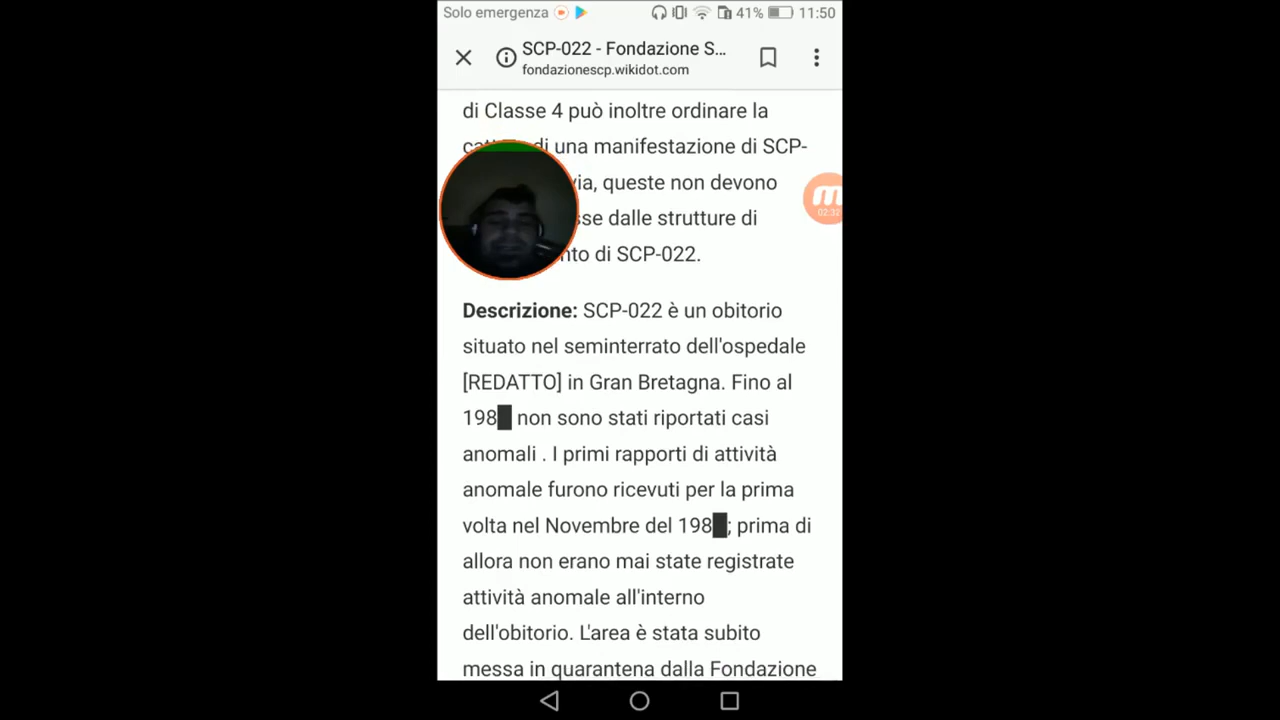 Solo emergenza 41% 11:50
SCP-022 - Fondazione S...
fondazionescp.wikidot.com
di Classe 4 può inoltre ordinare la
di una manifestazione di SCP-
via, queste non devono
dalle strutture di
02:32
di SCP-022.
Descrizione: SCP-022 è un obitorio
situato nel seminterrato dell'ospedale
[REDATTO] in Gran Bretagna. Fino al
198█ non sono stati riportati casi
anomali . I primi rapporti di attività
anomale furono ricevuti per la prima
volta nel Novembre del 198█; prima di
allora non erano mai state registrate
attività anomale all'interno
dell'obitorio. L'area è stata subito
messa in quarantena dalla Fondazione